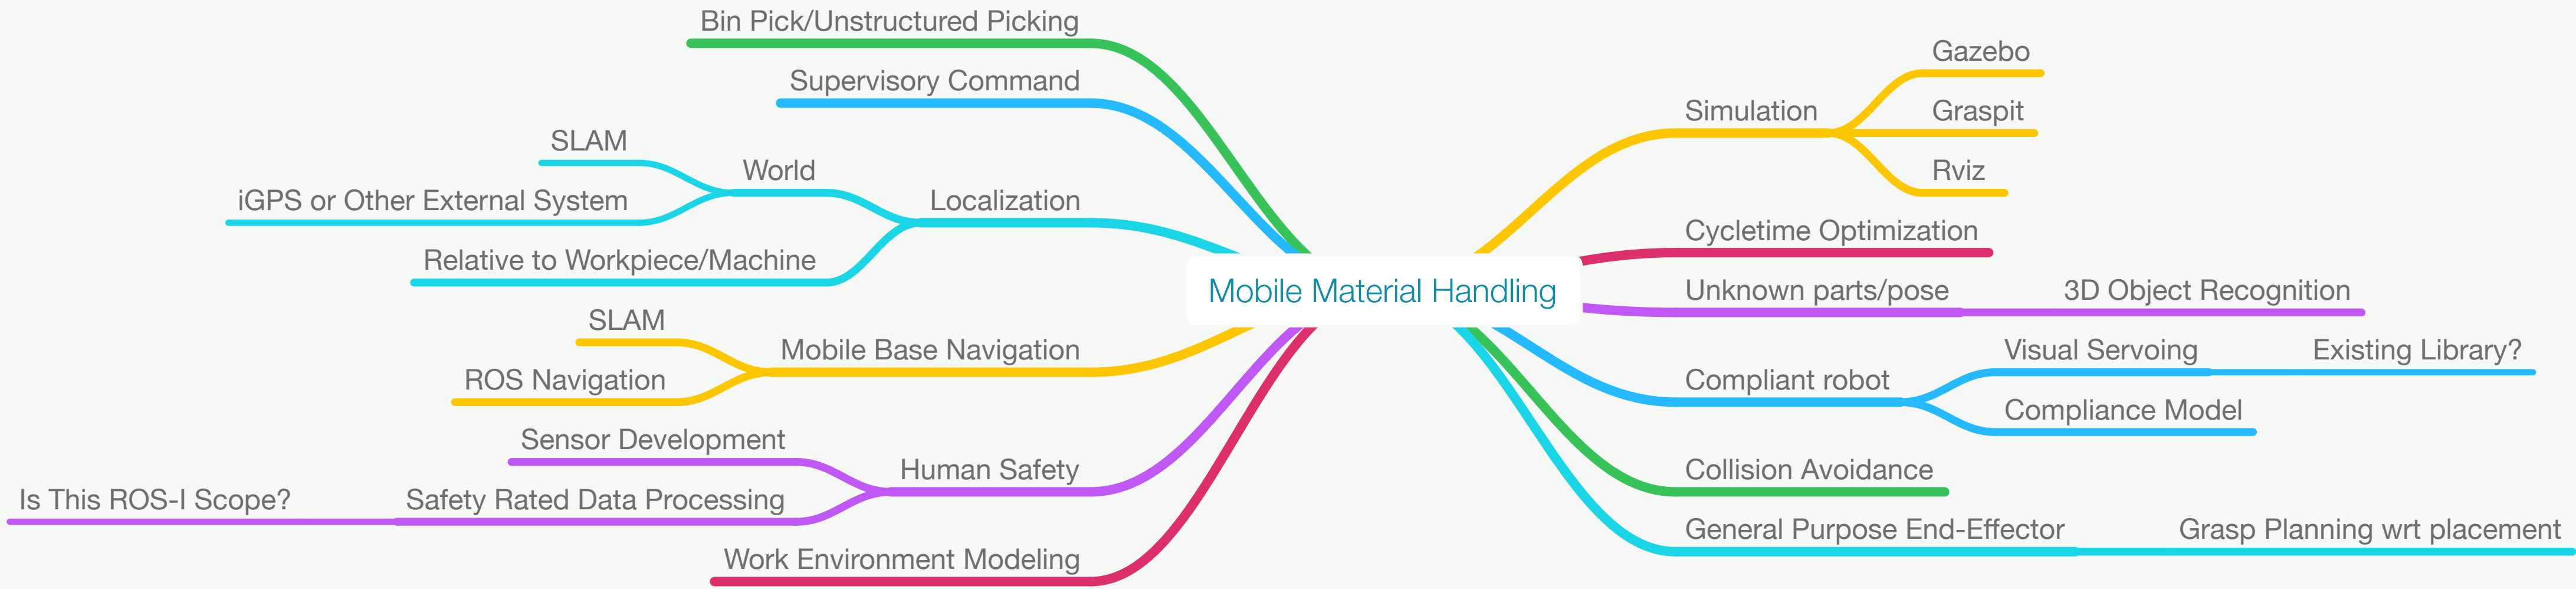 Bin Pick/Unstructured Picking
Supervisory Command
SLAM
World
iGPS or Other External System
Localization
Relative to Workpiece/Machine
SLAM
Mobile Base Navigation
ROS Navigation
Sensor Development
Human Safety
Is This ROS-I Scope?
Safety Rated Data Processing
Work Environment Modeling
Mobile Material Handling
Gazebo
Simulation
Graspit
Rviz
Cycletime Optimization
Unknown parts/pose
3D Object Recognition
Visual Servoing
Existing Library?
Compliant robot
Compliance Model
Collision Avoidance
General Purpose End-Effector
Grasp Planning wrt placement